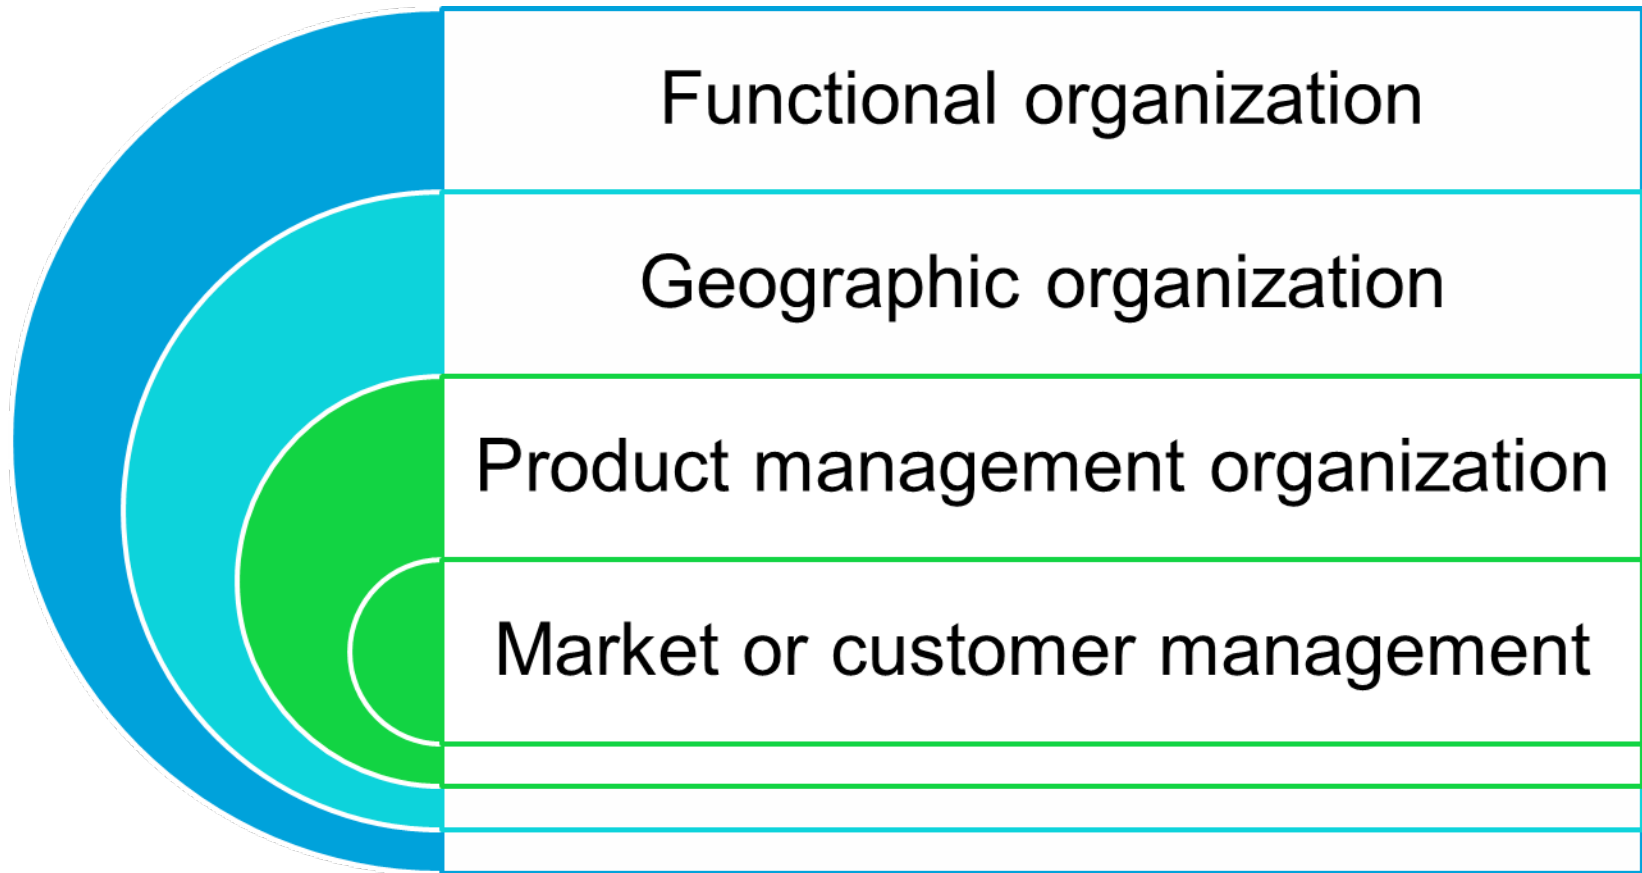 Functional organization
Geographic organization
Product management organization
Market or customer management